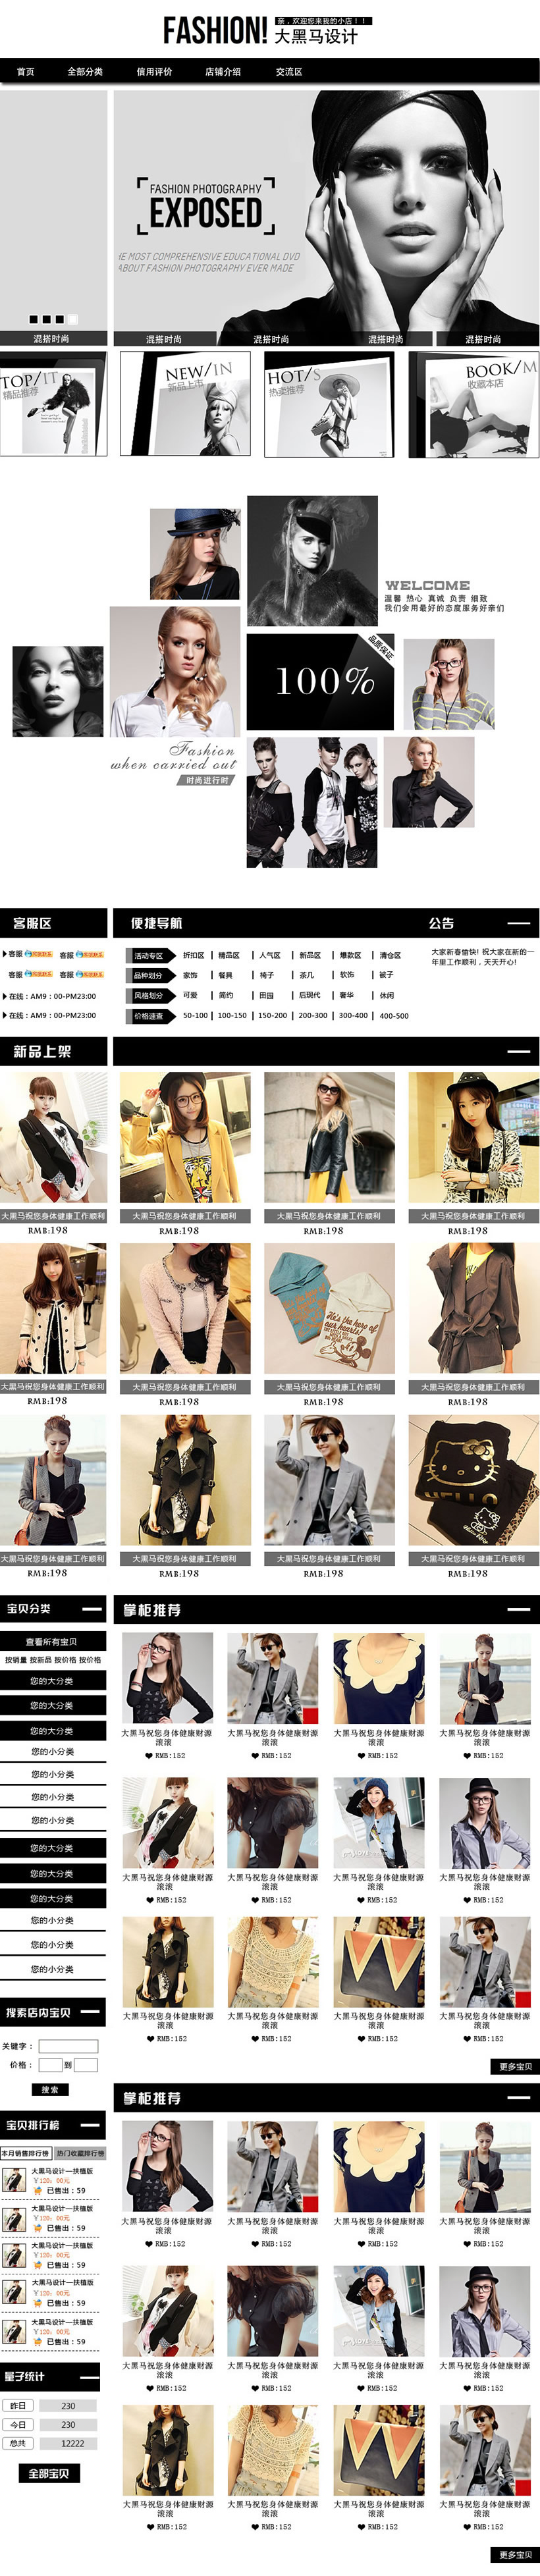 FASHION!
亲，欢迎您来我的小店！！
大黑马设计
首页 全部分类 信用评价 店铺介绍 交流区
FASHION PHOTOGRAPHY
EXPOSED
HE MOST COMPREHENSIVE EDUCATIONAL DVD
ABOUT FASHION PHOTOGRAPHY EVER MADE
混搭时尚 混搭时尚 混搭时尚 混搭时尚 混搭时尚
TOP/IT NEW/IN HOT/S BOOK/M
精品推荐 新品上市 热卖推荐 收藏本店
WELCOME
温馨 热心 真诚 负责 细致
我们会用最好的态度服务好亲们
品质保证
100%
Fashion
when carried out
时尚进行时
客服区 便捷导航 公告
客服 客服
客服 客服
在线：AM9：00-PM23:00
在线：AM9：00-PM23:00
活动专区 折扣区 精品区 人气区 新品区 爆款区 清仓区
品种划分 家饰 餐具 椅子 茶几 软饰 被子
风格划分 可爱 简约 田园 后现代 奢华 休闲
价格速查 50-100 100-150 150-200 200-300 300-400 400-500
大家新春愉快! 祝大家在新的一
年里工作顺利，天天开心!
新品上架
大黑马祝您身体健康工作顺利 大黑马祝您身体健康工作顺利 大黑马祝您身体健康工作顺利 大黑马祝您身体健康工作顺利
RMB:198 RMB:198 RMB:198 RMB:198
大黑马祝您身体健康工作顺利 大黑马祝您身体健康工作顺利 大黑马祝您身体健康工作顺利 大黑马祝您身体健康工作顺利
RMB:198 RMB:198 RMB:198 RMB:198
大黑马祝您身体健康工作顺利 大黑马祝您身体健康工作顺利 大黑马祝您身体健康工作顺利 大黑马祝您身体健康工作顺利
RMB:198 RMB:198 RMB:198 RMB:198
宝贝分类
查看所有宝贝
按销量 按新品 按价格 按价格
您的大分类
您的大分类
您的大分类
您的小分类
您的小分类
您的小分类
您的小分类
您的大分类
您的大分类
您的大分类
您的小分类
您的小分类
您的小分类
搜索店内宝贝
关键字：
价格： 到
搜索
宝贝排行榜
本月销售排行榜 热门收藏排行榜
大黑马设计—扶植版
￥120：00元
已售出：59
大黑马设计—扶植版
￥120：00元
已售出：59
大黑马设计—扶植版
￥120：00元
已售出：59
大黑马设计—扶植版
￥120：00元
已售出：59
大黑马设计—扶植版
￥120：00元
已售出：59
量子统计
昨日 230
今日 230
总共 12222
全部宝贝
掌柜推荐
大黑马祝您身体健康财源 大黑马祝您身体健康财源 大黑马祝您身体健康财源 大黑马祝您身体健康财源
滚滚 滚滚 滚滚 滚滚
RMB:152 RMB:152 RMB:152 RMB:152
大黑马祝您身体健康财源 大黑马祝您身体健康财源 大黑马祝您身体健康财源 大黑马祝您身体健康财源
滚滚 滚滚 滚滚 滚滚
RMB:152 RMB:152 RMB:152 RMB:152
大黑马祝您身体健康财源 大黑马祝您身体健康财源 大黑马祝您身体健康财源 大黑马祝您身体健康财源
滚滚 滚滚 滚滚 滚滚
RMB:152 RMB:152 RMB:152 RMB:152
更多宝贝
掌柜推荐
大黑马祝您身体健康财源 大黑马祝您身体健康财源 大黑马祝您身体健康财源 大黑马祝您身体健康财源
滚滚 滚滚 滚滚 滚滚
RMB:152 RMB:152 RMB:152 RMB:152
大黑马祝您身体健康财源 大黑马祝您身体健康财源 大黑马祝您身体健康财源 大黑马祝您身体健康财源
滚滚 滚滚 滚滚 滚滚
RMB:152 RMB:152 RMB:152 RMB:152
大黑马祝您身体健康财源 大黑马祝您身体健康财源 大黑马祝您身体健康财源 大黑马祝您身体健康财源
滚滚 滚滚 滚滚 滚滚
RMB:152 RMB:152 RMB:152 RMB:152
更多宝贝